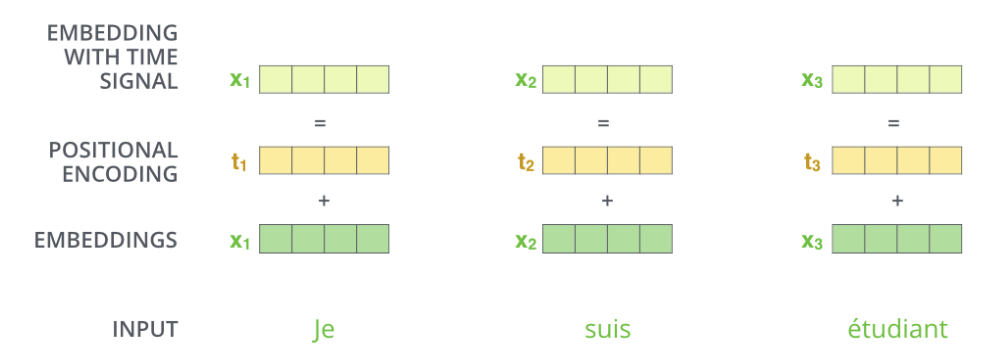 EMBEDDING
WITH TIME
SIGNAL
x₁ x₂ x₃
= = =
POSITIONAL
ENCODING
t₁ t₂ t₃
+ + +
EMBEDDINGS x₁ x₂ x₃
INPUT Je suis étudiant